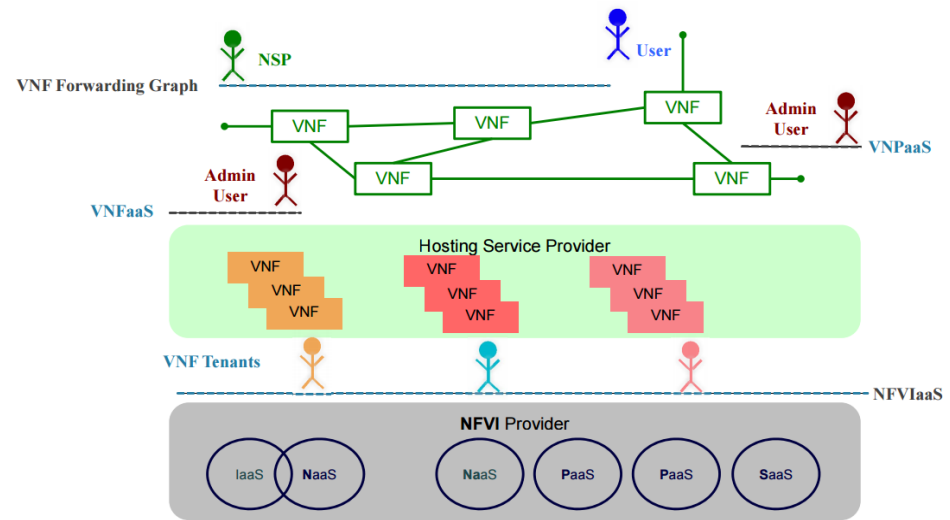 NSP
User
VNF Forwarding Graph
VNF
VNF
VNF
Admin
User
VNPaaS
VNF
VNF
Admin
User
VNFaaS
Hosting Service Provider
VNF
VNF
VNF
VNF
VNF
VNF
VNF
VNF
VNF
VNF Tenants
NFVIaaS
NFVI Provider
IaaS
NaaS
NaaS
PaaS
PaaS
SaaS